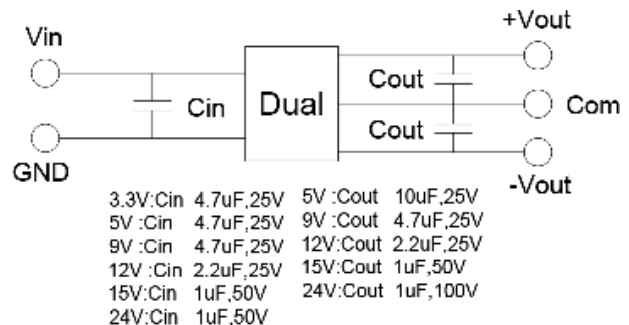 +Vout
Vin
Cout
Cin
Dual
Com
Cout
GND
-Vout
3.3V:Cin 4.7uF,25V
5V :Cin 4.7uF,25V
9V :Cin 4.7uF,25V
12V :Cin 2.2uF,25V
15V:Cin 1uF,50V
24V:Cin 1uF,50V
5V :Cout 10uF,25V
9V :Cout 4.7uF,25V
12V:Cout 2.2uF,25V
15V:Cout 1uF,50V
24V:Cout 1uF,100V